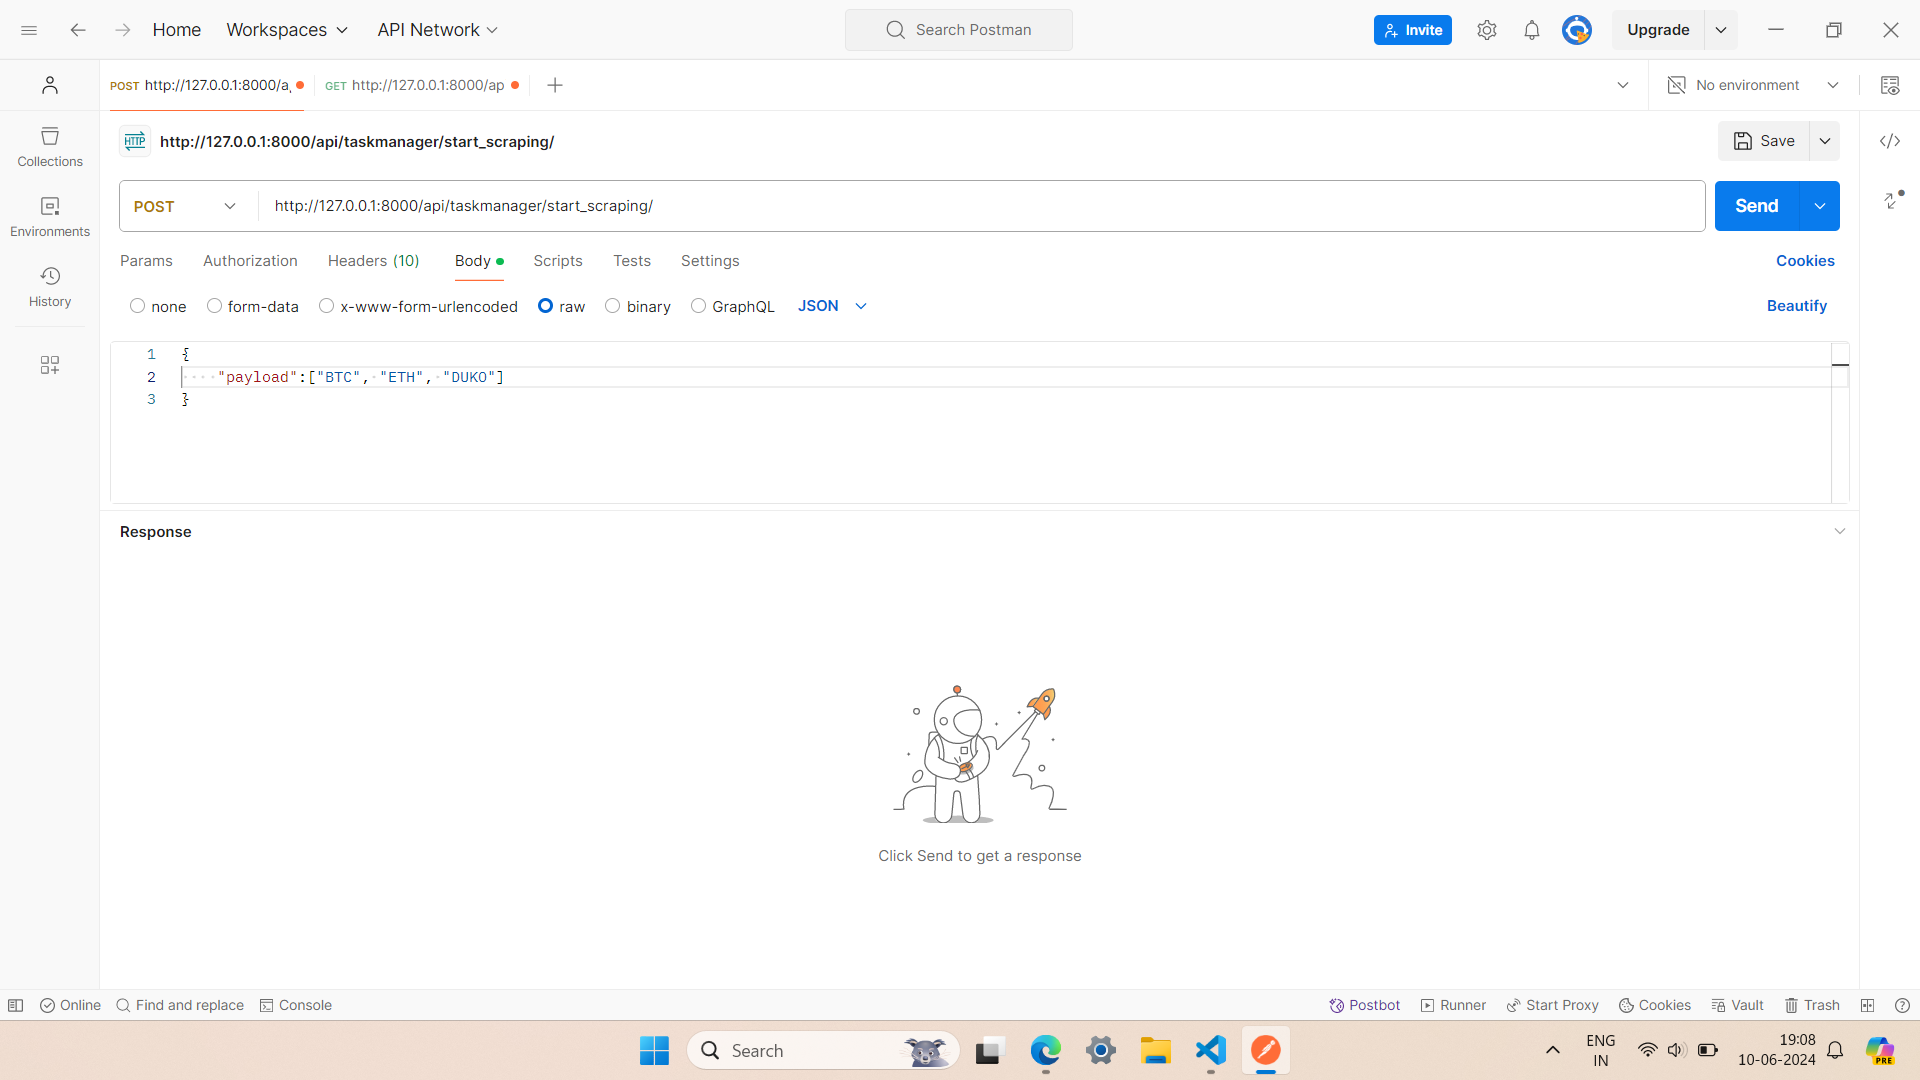 Home Workspaces API Network Search Postman Invite Upgrade
POST http://127.0.0.1:8000/a GET http://127.0.0.1:8000/ap No environment
HTTP http://127.0.0.1:8000/api/taskmanager/start_scraping/ Save
Collections
POST http://127.0.0.1:8000/api/taskmanager/start_scraping/ Send
Environments
Params Authorization Headers (10) Body Scripts Tests Settings Cookies
History
none form-data x-www-form-urlencoded raw binary GraphQL JSON Beautify
1 {
2 "payload":["BTC", "ETH", "DUKO"]
3 }
Response
Click Send to get a response
Online Find and replace Console Postbot Runner Start Proxy Cookies Vault Trash
Search ENG 19:08
IN 10-06-2024 PRE